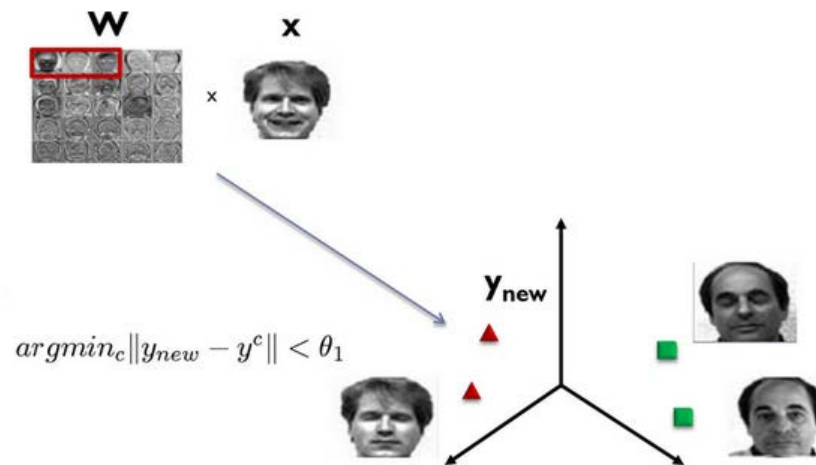 W x
x
y_new
argmin_c‖y_new − y^c‖ < θ_1